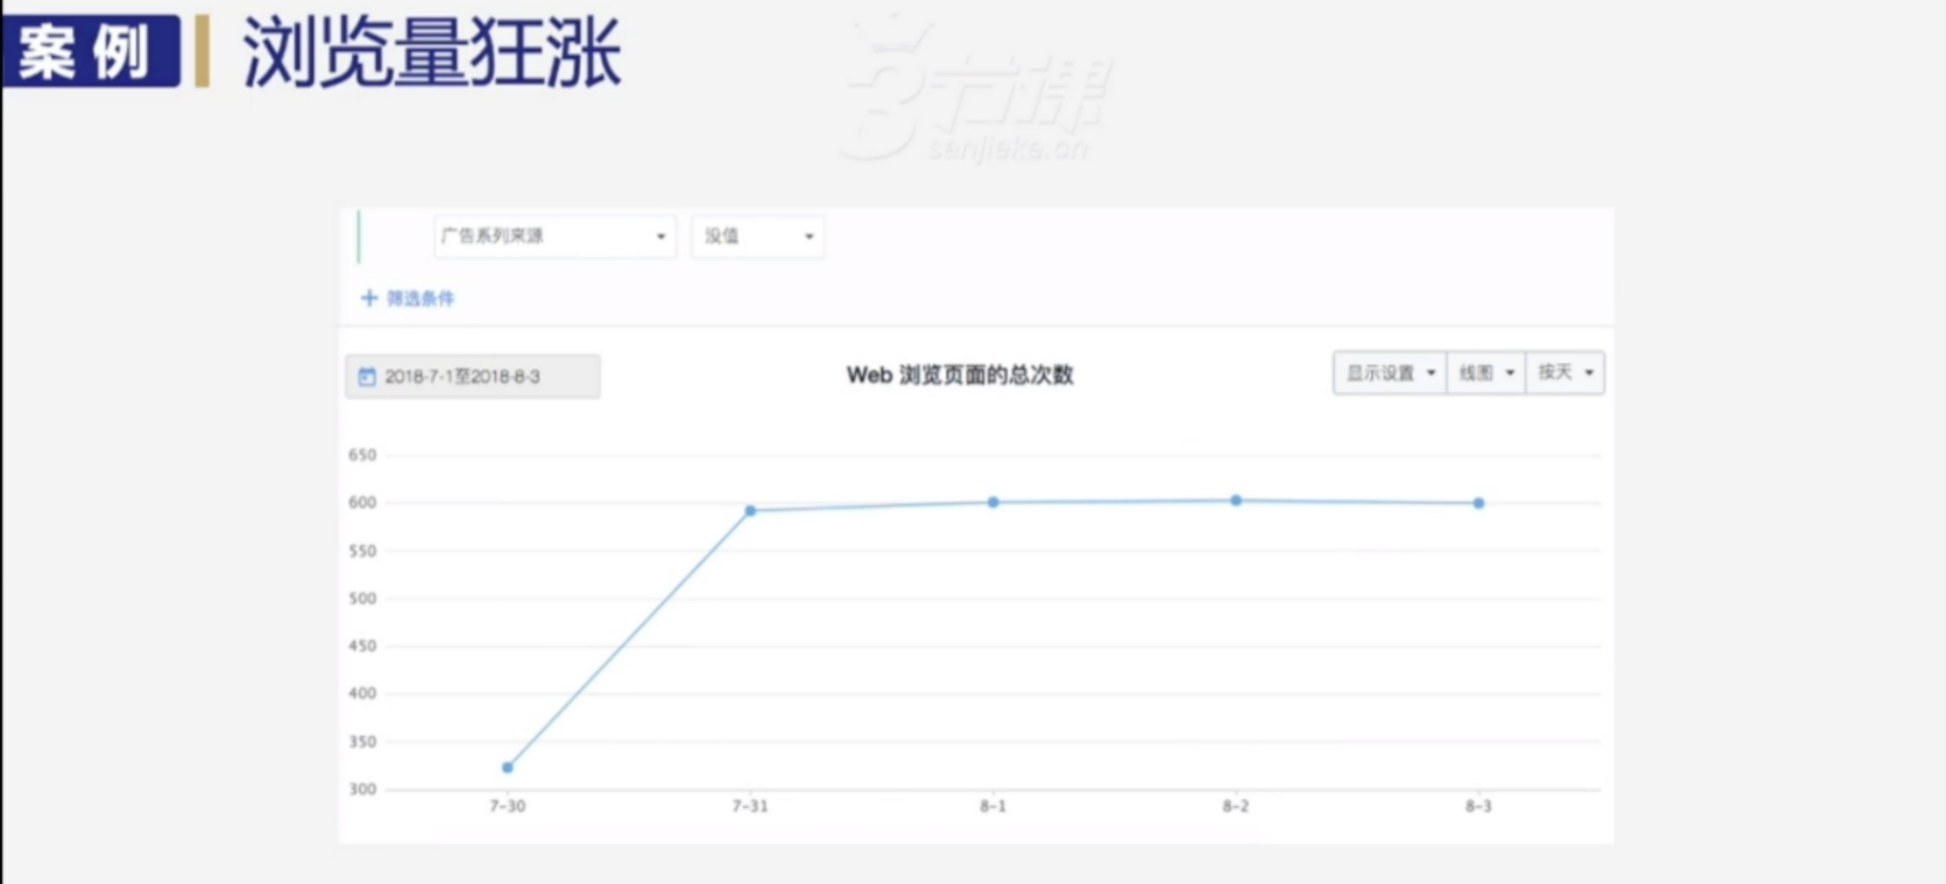 案例 浏览量狂涨
3节课
sanjieke.cn
广告系列来源 没值
+ 筛选条件
2018-7-1至2018-8-3 Web 浏览页面的总次数 显示设置 线图 按天
650
600
550
500
450
400
350
300
7-30 7-31 8-1 8-2 8-3